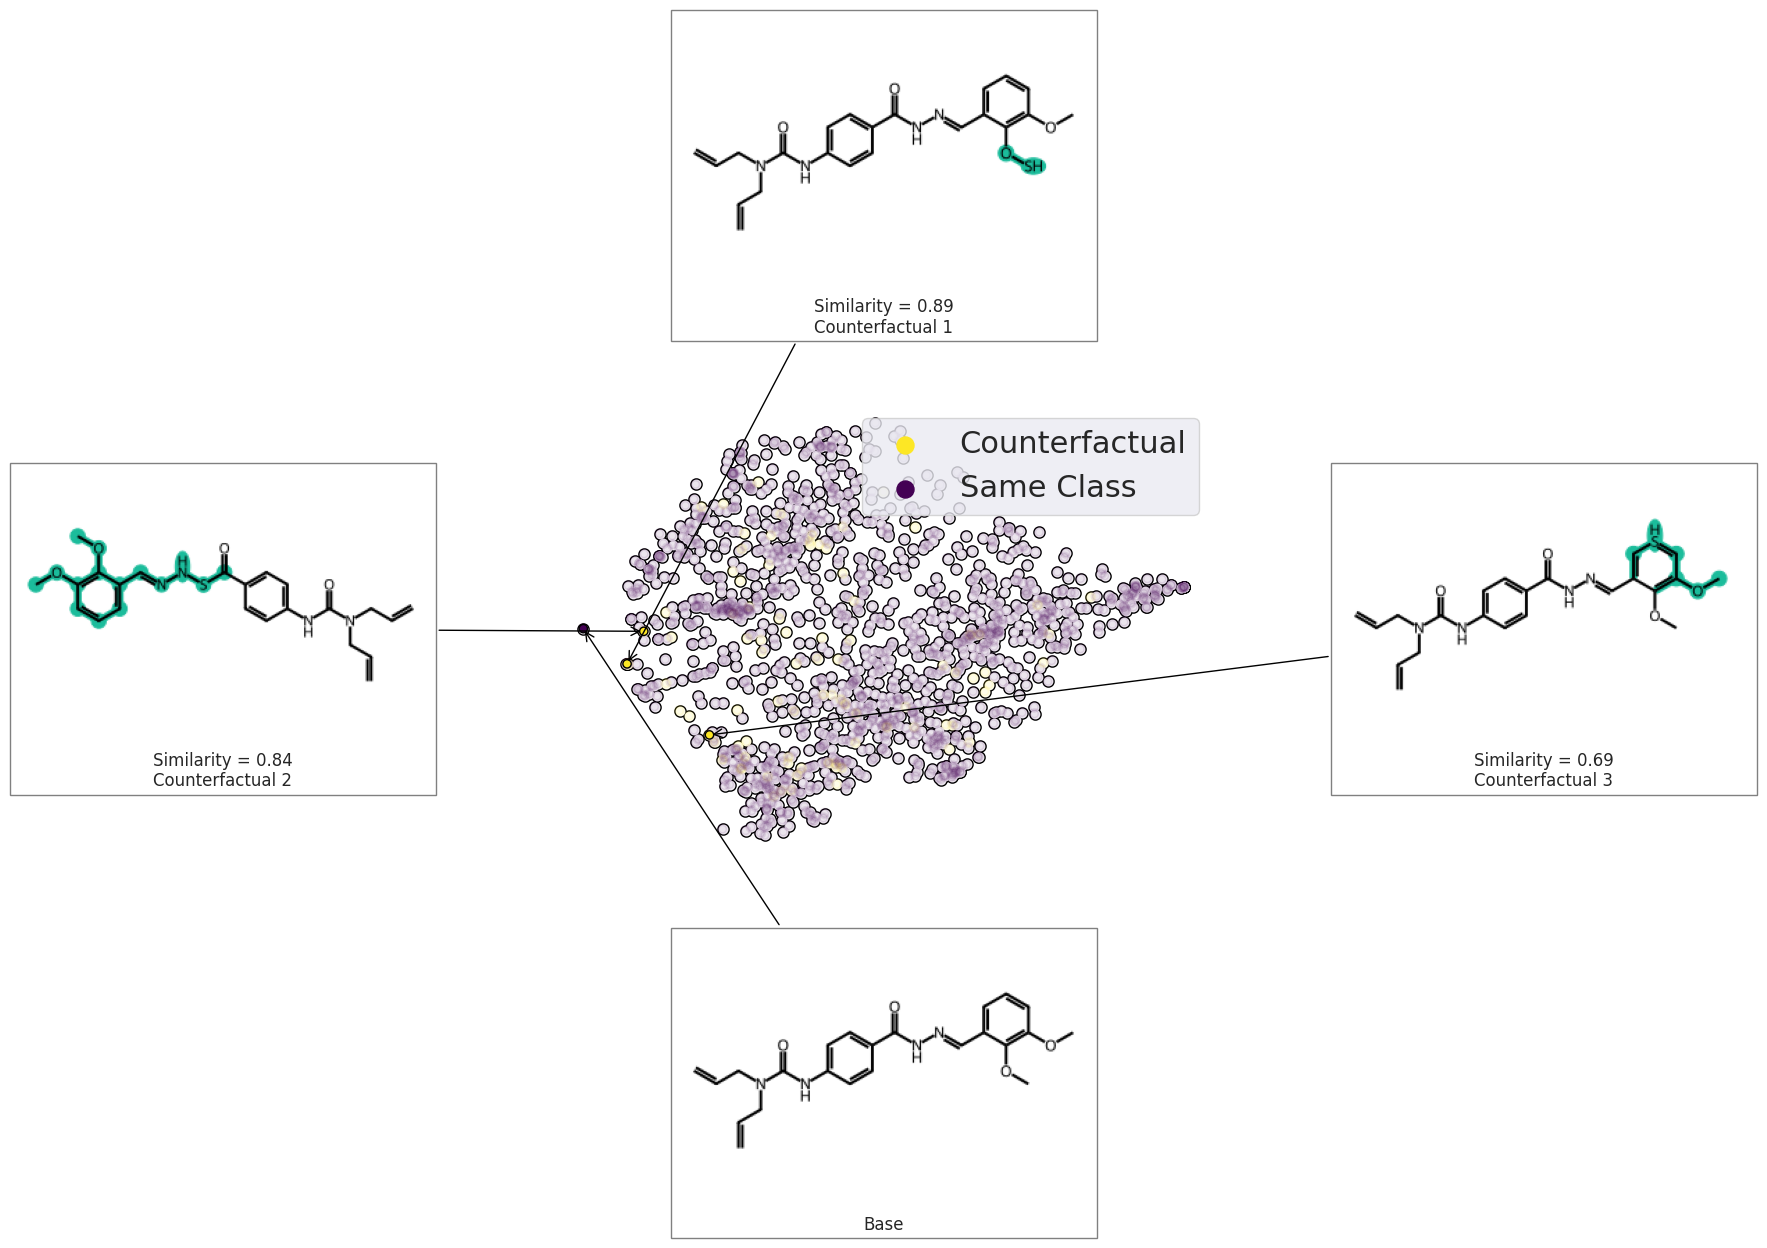 O
N
H
N
O
O
N
N
H
O
SH
Similarity = 0.89
Counterfactual 1
Counterfactual
Same Class
O
O
N
H
N
S
O
N
H
O
N
Similarity = 0.84
Counterfactual 2
H
S
O
O
N
H
N
O
O
N
N
H
Similarity = 0.69
Counterfactual 3
O
N
H
N
O
O
N
N
H
O
Base